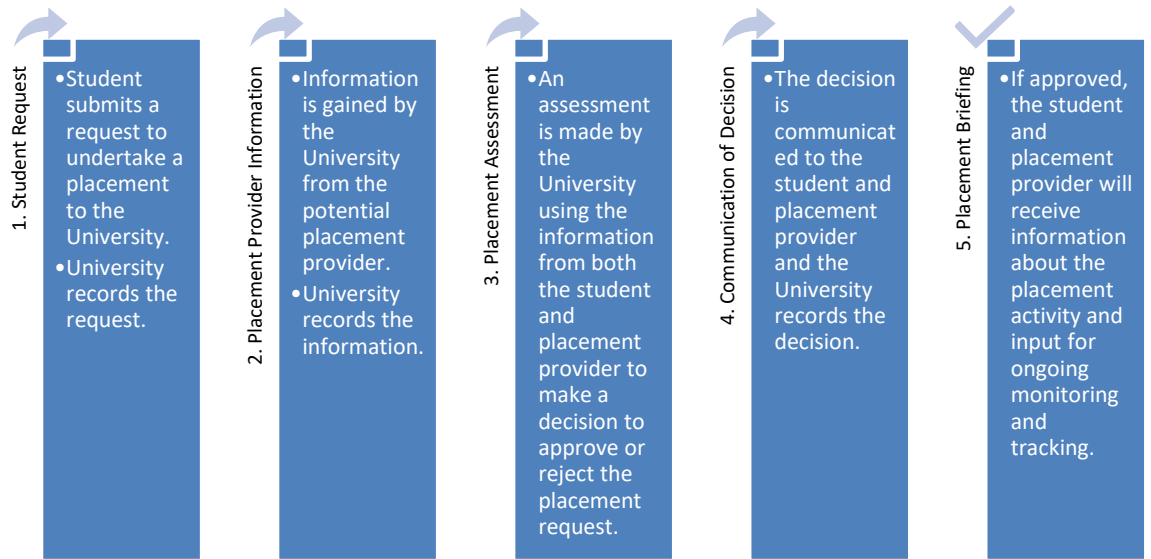 1. Student Request
•Student
submits a
request to
undertake a
placement
to the
University.
•University
records the
request.
2. Placement Provider Information
•Information
is gained by
the
University
from the
potential
placement
provider.
•University
records the
information.
3. Placement Assessment
•An
assessment
is made by
the
University
using the
information
from both
the student
and
placement
provider to
make a
decision to
approve or
reject the
placement
request.
4. Communication of Decision
•The decision
is
communicat
ed to the
student and
placement
provider
and the
University
records the
decision.
5. Placement Briefing
•If approved,
the student
and
placement
provider will
receive
information
about the
placement
activity and
input for
ongoing
monitoring
and
tracking.